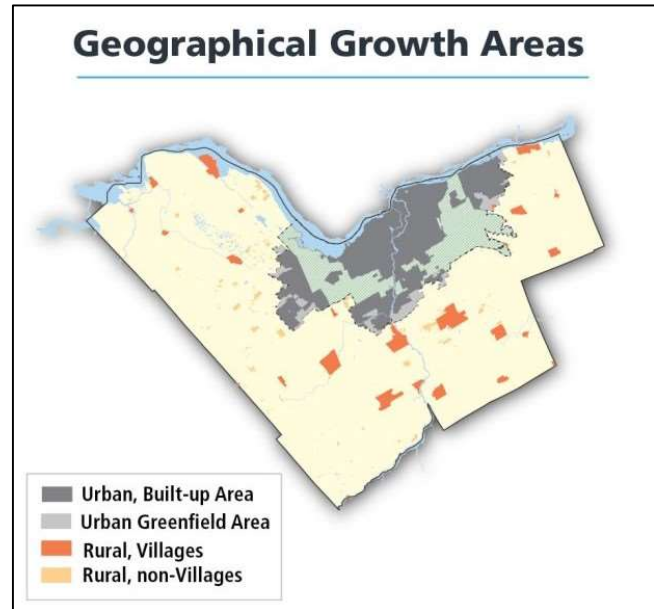 Geographical Growth Areas
Urban, Built-up Area
Urban Greenfield Area
Rural, Villages
Rural, non-Villages